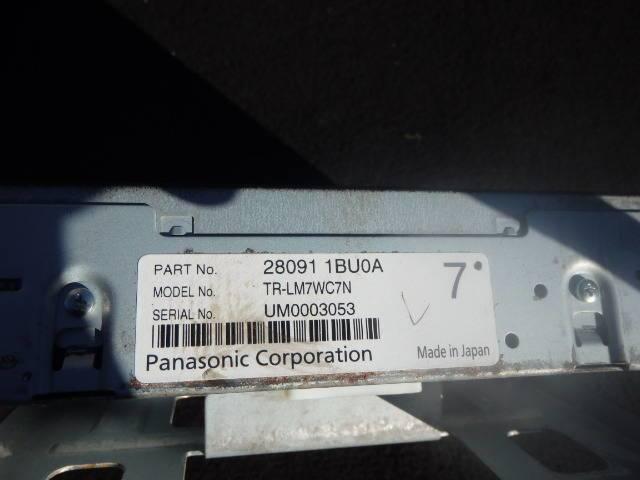 PART No. 28091 1BU0A
MODEL No. TR-LM7WC7N
SERIAL No. UM0003053
7
Panasonic Corporation
Made in Japan